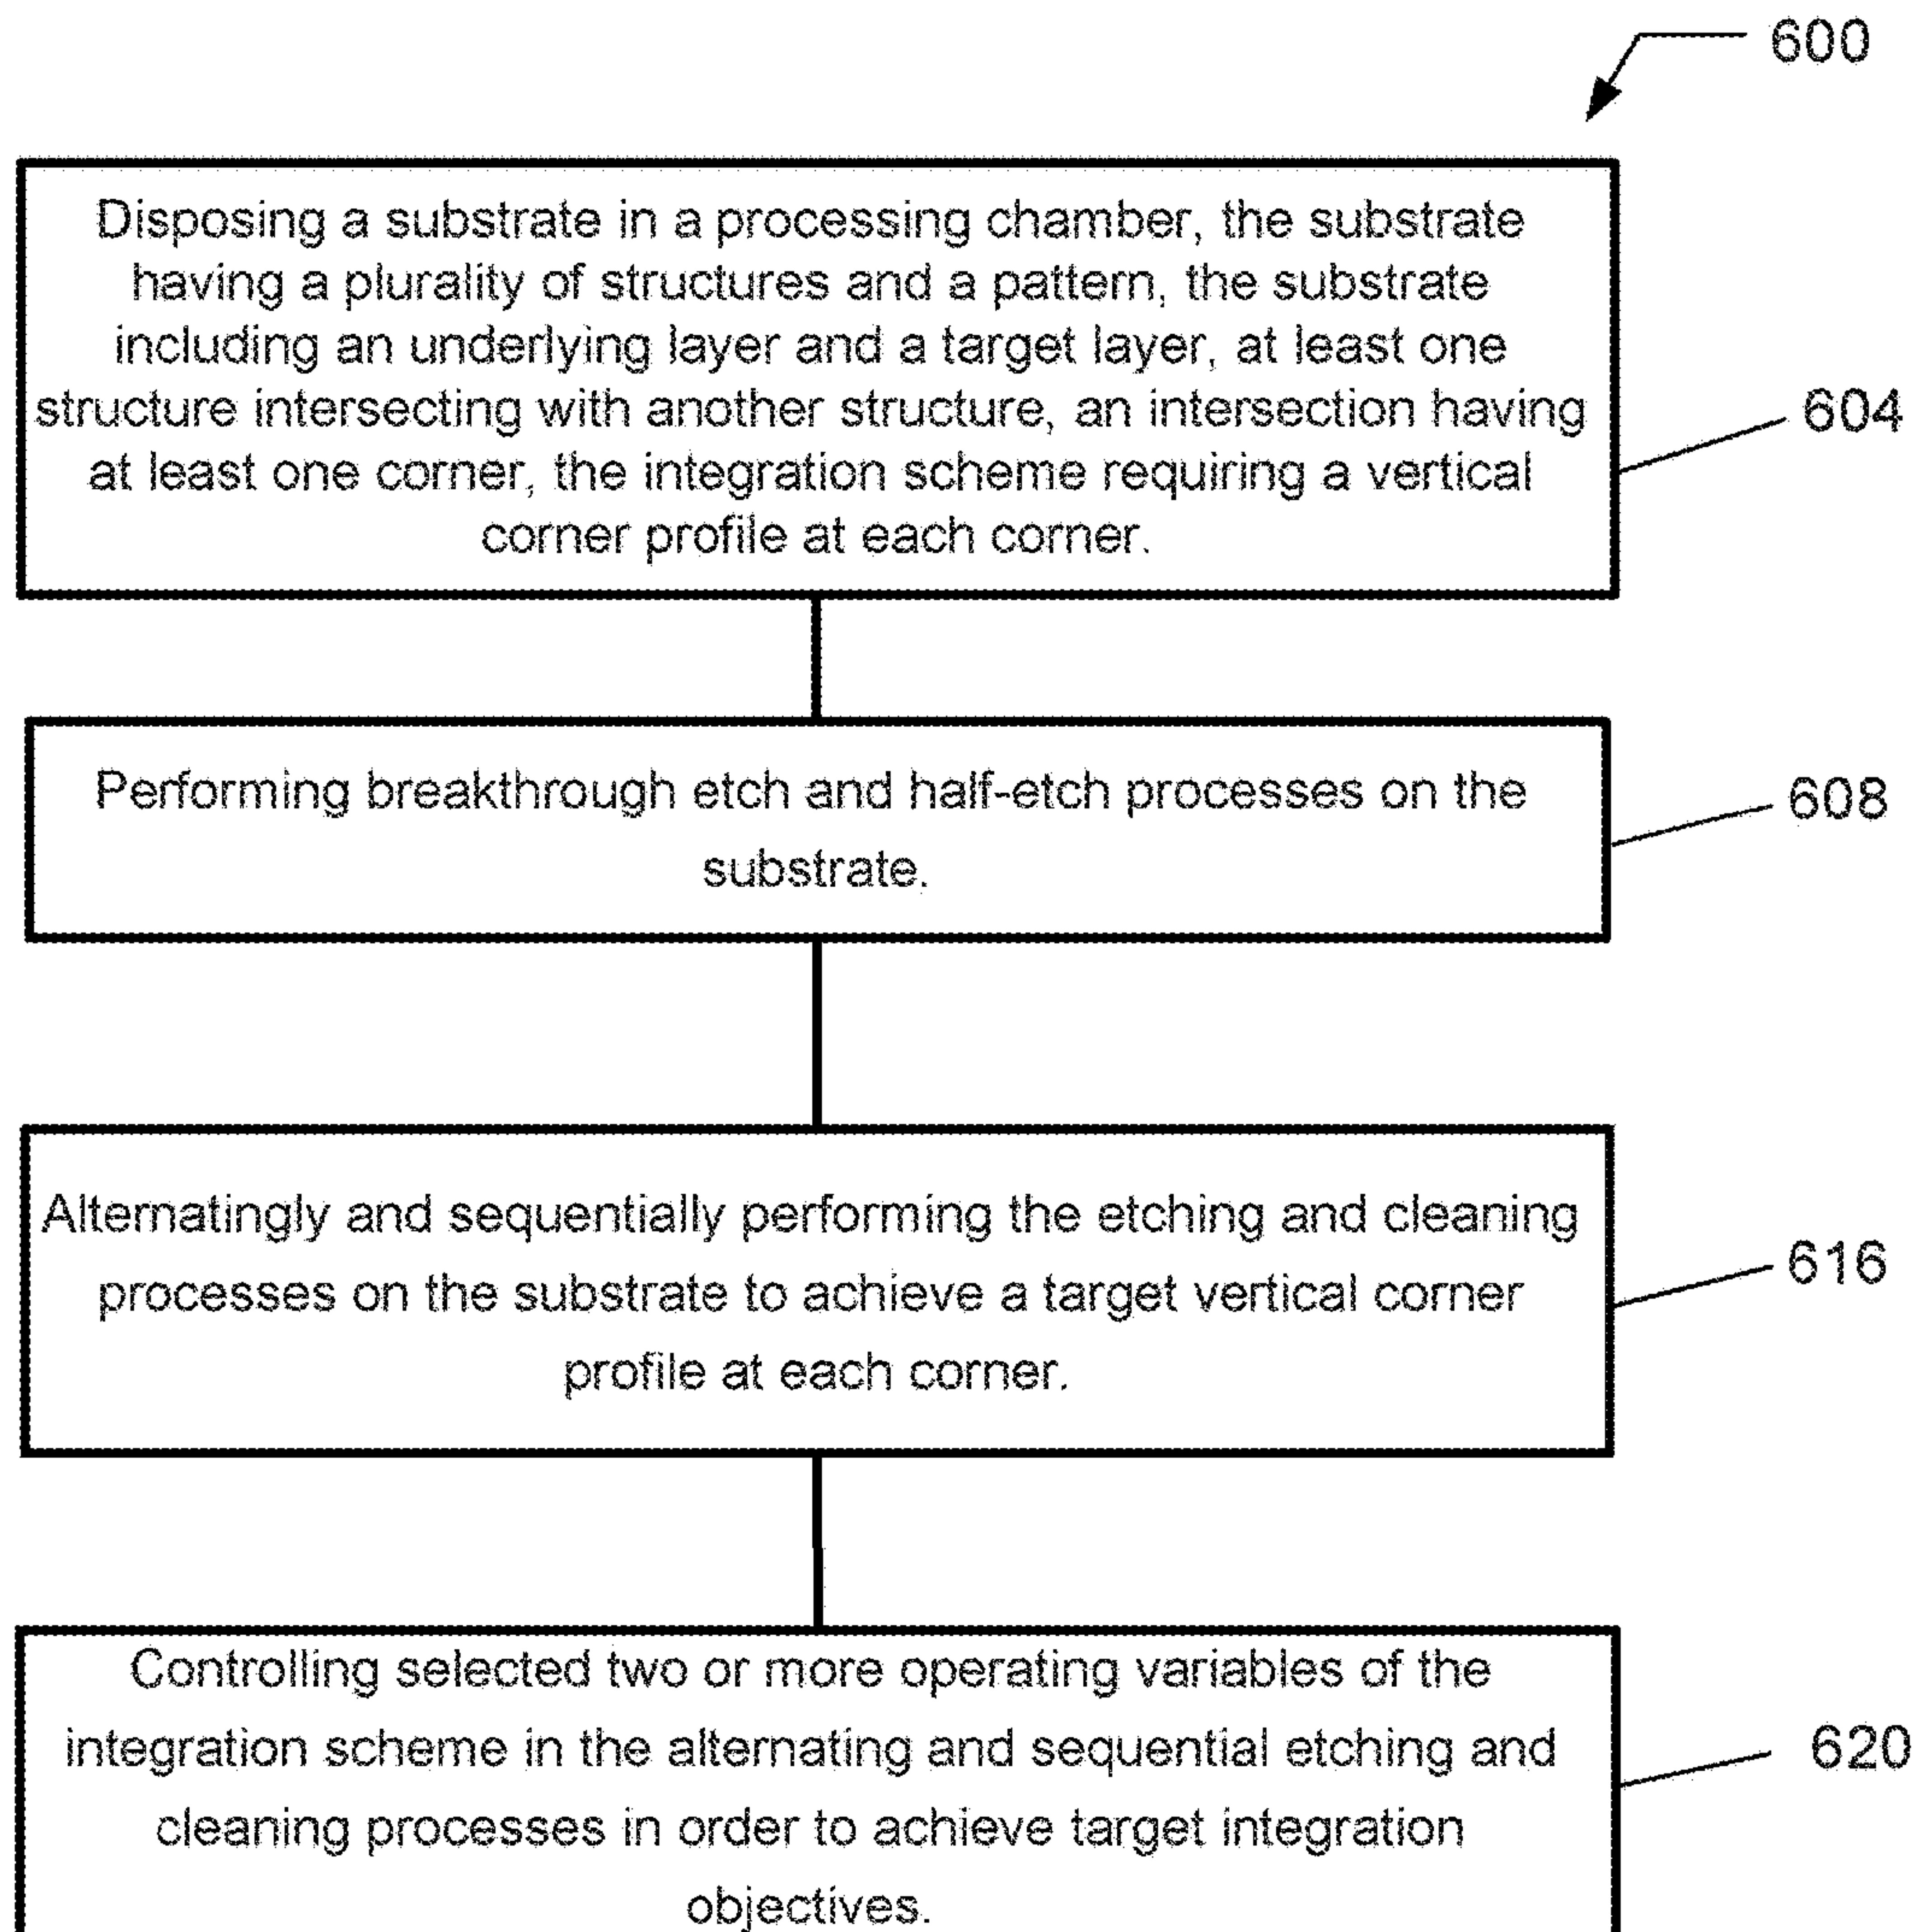 600
Disposing a substrate in a processing chamber, the substrate
having a plurality of structures and a pattern, the substrate
including an underlying layer and a target layer, at least one
structure intersecting with another structure, an intersection having
at least one corner, the integration scheme requiring a vertical
corner profile at each corner.
604
Performing breakthrough etch and half-etch processes on the
substrate.
608
Alternatingly and sequentially performing the etching and cleaning
processes on the substrate to achieve a target vertical corner
profile at each corner.
616
Controlling selected two or more operating variables of the
integration scheme in the alternating and sequential etching and
cleaning processes in order to achieve target integration
objectives.
620